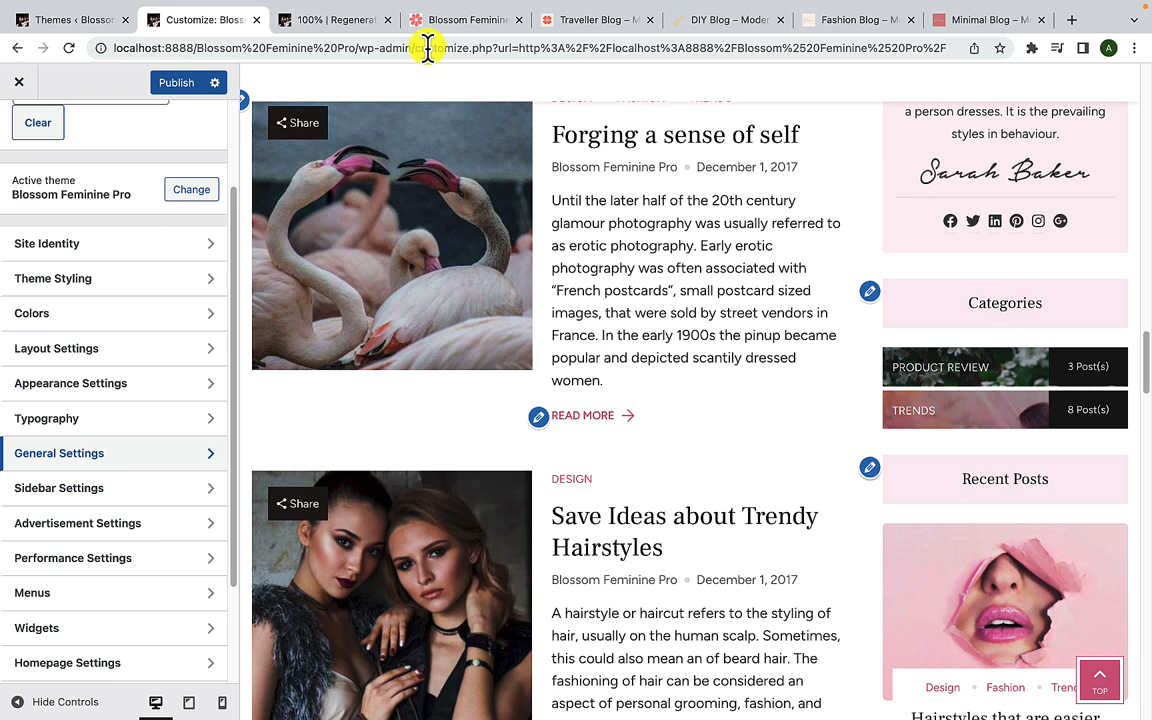 Themes ‹ Blossom
Customize: Bloss
100% | Regenerat
Blossom Feminine
Traveller Blog – M
DIY Blog – Moder
Fashion Blog – M
Minimal Blog – M
localhost:8888/Blossom%20Feminine%20Pro/wp-admin/customize.php?url=http%3A%2F%2Flocalhost%3A8888%2FBlossom%2520Feminine%2520Pro%2F
A
Publish
Clear
Active theme
Blossom Feminine Pro
Change
Site Identity
Theme Styling
Colors
Layout Settings
Appearance Settings
Typography
General Settings
Sidebar Settings
Advertisement Settings
Performance Settings
Menus
Widgets
Homepage Settings
Hide Controls
DESIGN FASHION TRENDS
Share
Forging a sense of self
Blossom Feminine Pro December 1, 2017
Until the later half of the 20th century
glamour photography was usually referred to
as erotic photography. Early erotic
photography was often associated with
“French postcards”, small postcard sized
images, that were sold by street vendors in
France. In the early 1900s the pinup became
popular and depicted scantily dressed
women.
READ MORE
Share
DESIGN
Save Ideas about Trendy
Hairstyles
Blossom Feminine Pro December 1, 2017
A hairstyle or haircut refers to the styling of
hair, usually on the human scalp. Sometimes,
this could also mean an of beard hair. The
fashioning of hair can be considered an
aspect of personal grooming, fashion, and
a person dresses. It is the prevailing
styles in behaviour.
Sarah Baker
Categories
PRODUCT REVIEW 3 Post(s)
TRENDS 8 Post(s)
Recent Posts
Design Fashion Trend
TOP
Hairstyles that are easier